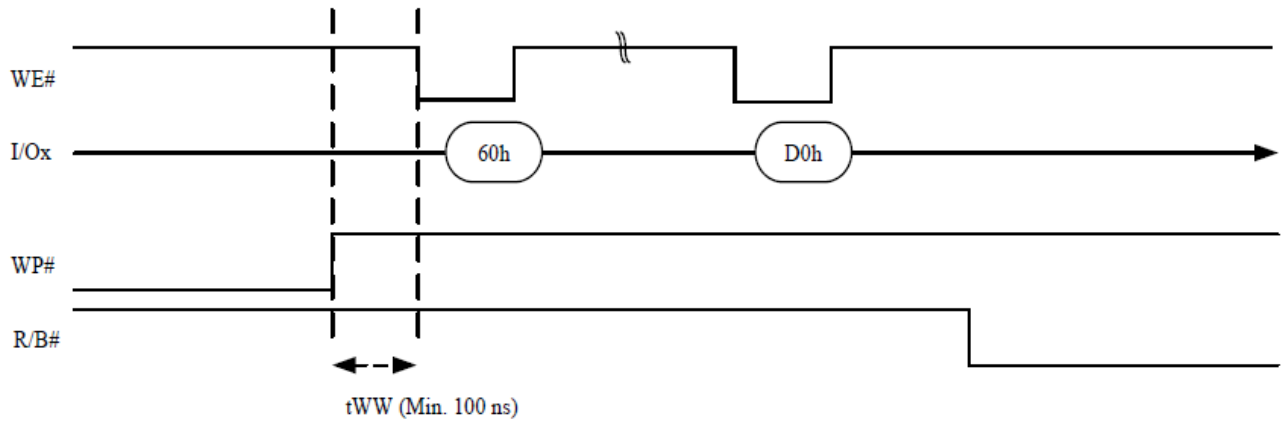 WE#
I/Ox
60h
D0h
WP#
R/B#
tWW (Min. 100 ns)